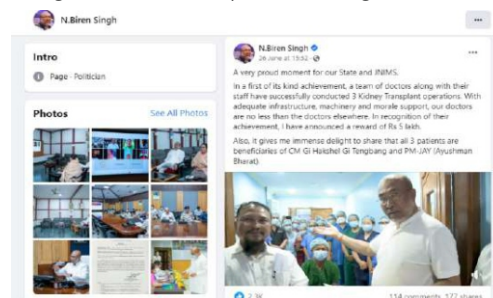 N.Biren Singh
Intro
Page · Politician
Photos
See All Photos
N.Biren Singh
26 June at 15:52
A very proud moment for our State and JNIMS.
In a first of its kind achievement, a team of doctors along with their
staff have successfully conducted 3 Kidney Transplant operations. With
adequate infrastructure, machinery and morale support, our doctors
are no less than the doctors elsewhere. In recognition of their
achievement, I have announced a reward of Rs 5 lakh.
Also, it gives me immense delight to share that all 3 patients are
beneficiaries of CM Gi Hakshel Gi Tengbang and PM-JAY (Ayushman
Bharat).
2.3K
114 comments 177 shares